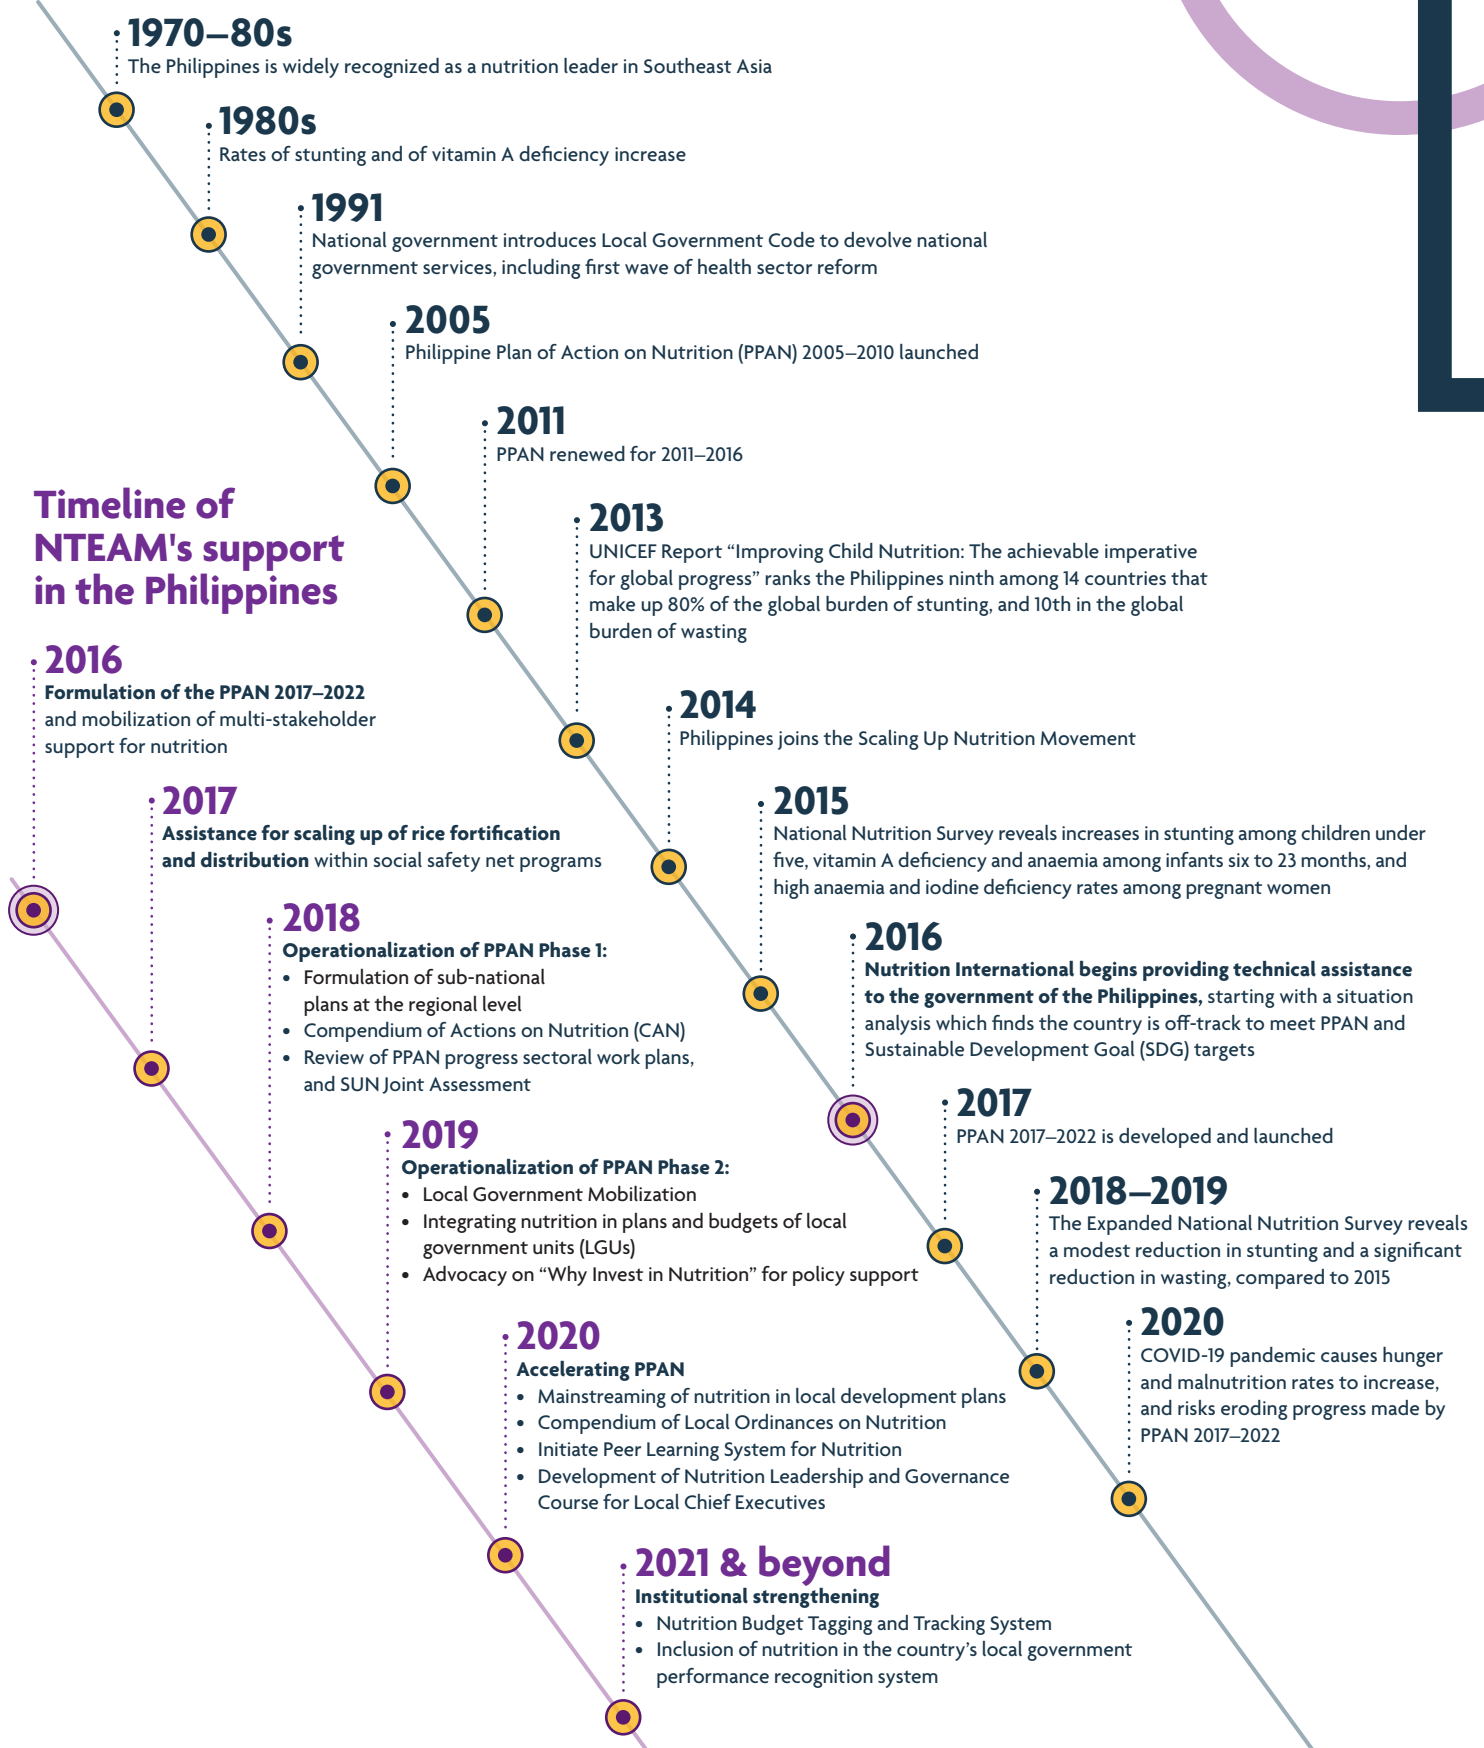 1970–80s
The Philippines is widely recognized as a nutrition leader in Southeast Asia
1980s
Rates of stunting and of vitamin A deficiency increase
1991
National government introduces Local Government Code to devolve national
government services, including first wave of health sector reform
2005
Philippine Plan of Action on Nutrition (PPAN) 2005–2010 launched
2011
PPAN renewed for 2011–2016
2013
UNICEF Report “Improving Child Nutrition: The achievable imperative
for global progress” ranks the Philippines ninth among 14 countries that
make up 80% of the global burden of stunting, and 10th in the global
burden of wasting
2014
Philippines joins the Scaling Up Nutrition Movement
2015
National Nutrition Survey reveals increases in stunting among children under
five, vitamin A deficiency and anaemia among infants six to 23 months, and
high anaemia and iodine deficiency rates among pregnant women
2016
Nutrition International begins providing technical assistance
to the government of the Philippines, starting with a situation
analysis which finds the country is off-track to meet PPAN and
Sustainable Development Goal (SDG) targets
2017
PPAN 2017–2022 is developed and launched
2018–2019
The Expanded National Nutrition Survey reveals
a modest reduction in stunting and a significant
reduction in wasting, compared to 2015
2020
COVID-19 pandemic causes hunger
and malnutrition rates to increase,
and risks eroding progress made by
PPAN 2017–2022
Timeline of
NTEAM's support
in the Philippines
2016
Formulation of the PPAN 2017–2022
and mobilization of multi-stakeholder
support for nutrition
2017
Assistance for scaling up of rice fortification
and distribution within social safety net programs
2018
Operationalization of PPAN Phase 1:
• Formulation of sub-national
plans at the regional level
• Compendium of Actions on Nutrition (CAN)
• Review of PPAN progress sectoral work plans,
and SUN Joint Assessment
2019
Operationalization of PPAN Phase 2:
• Local Government Mobilization
• Integrating nutrition in plans and budgets of local
government units (LGUs)
• Advocacy on “Why Invest in Nutrition” for policy support
2020
Accelerating PPAN
• Mainstreaming of nutrition in local development plans
• Compendium of Local Ordinances on Nutrition
• Initiate Peer Learning System for Nutrition
• Development of Nutrition Leadership and Governance
Course for Local Chief Executives
2021 & beyond
Institutional strengthening
• Nutrition Budget Tagging and Tracking System
• Inclusion of nutrition in the country’s local government
performance recognition system